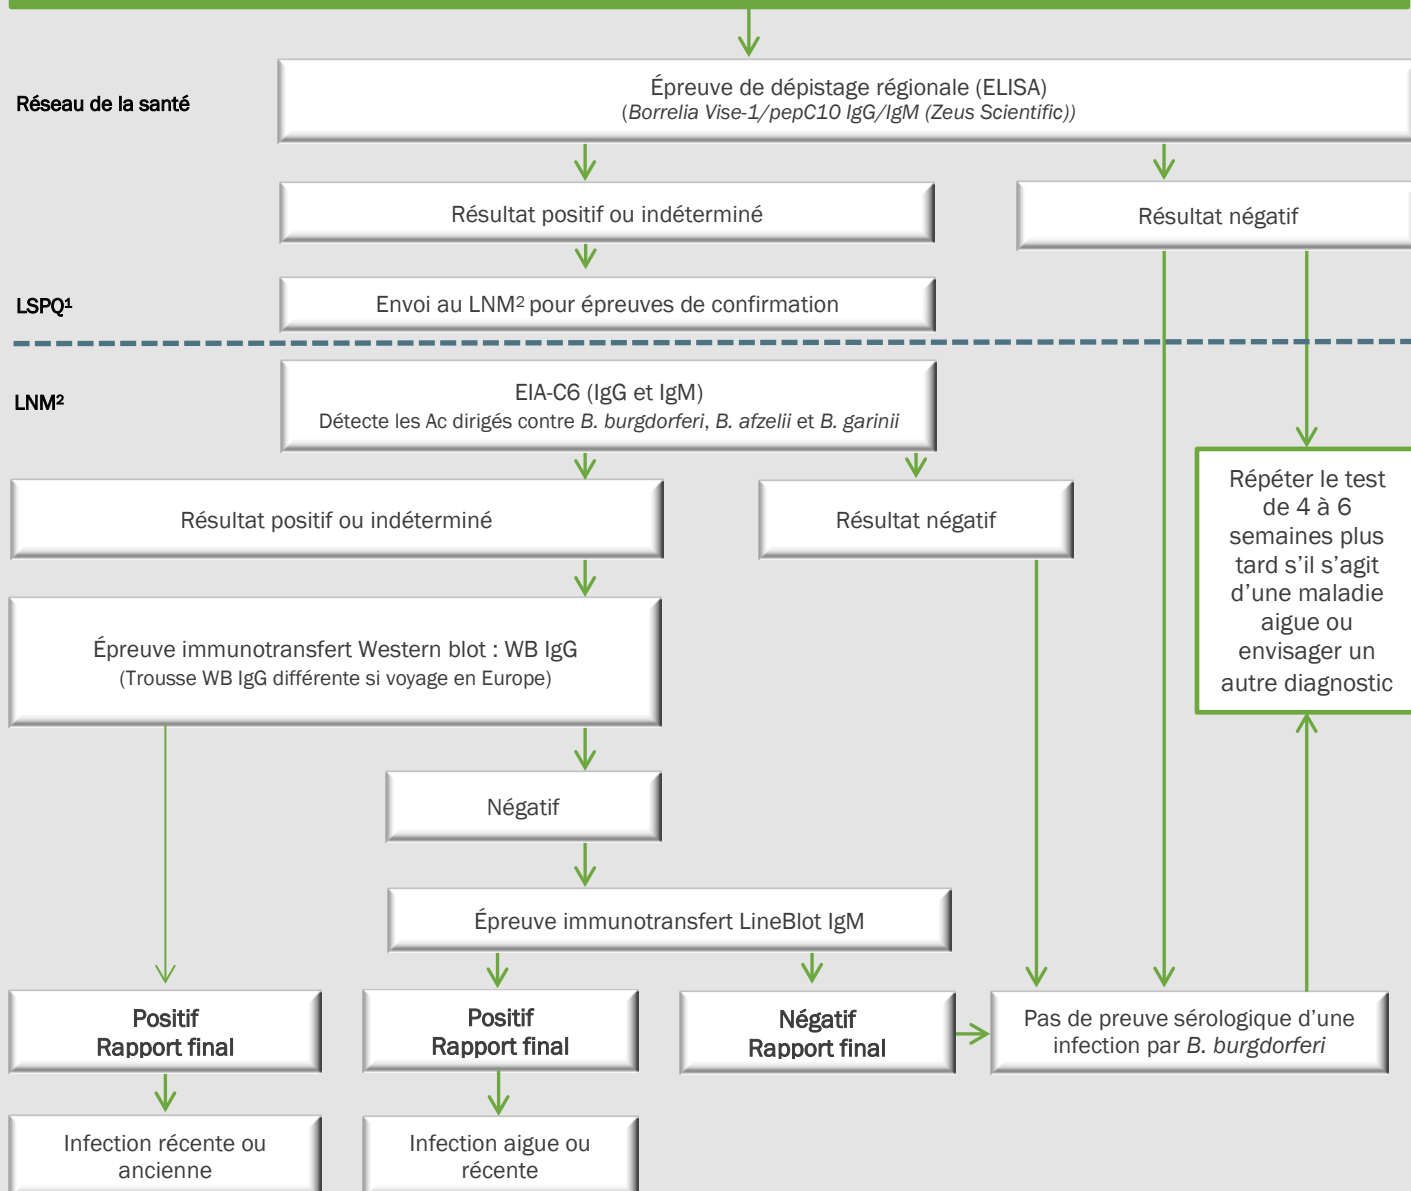 Réseau de la santé
Épreuve de dépistage régionale (ELISA)
(Borrelia Vise-1/pepC10 IgG/IgM (Zeus Scientific))
Résultat positif ou indéterminé
Résultat négatif
LSPQ¹
Envoi au LNM² pour épreuves de confirmation
LNM²
EIA-C6 (IgG et IgM)
Détecte les Ac dirigés contre B. burgdorferi, B. afzelii et B. garinii
Résultat positif ou indéterminé
Résultat négatif
Répéter le test
de 4 à 6
semaines plus
tard s’il s’agit
d’une maladie
aigue ou
envisager un
autre diagnostic
Épreuve immunotransfert Western blot : WB IgG
(Trousse WB IgG différente si voyage en Europe)
Négatif
Épreuve immunotransfert LineBlot IgM
Positif
Rapport final
Positif
Rapport final
Négatif
Rapport final
Pas de preuve sérologique d’une
infection par B. burgdorferi
Infection récente ou
ancienne
Infection aigue ou
récente